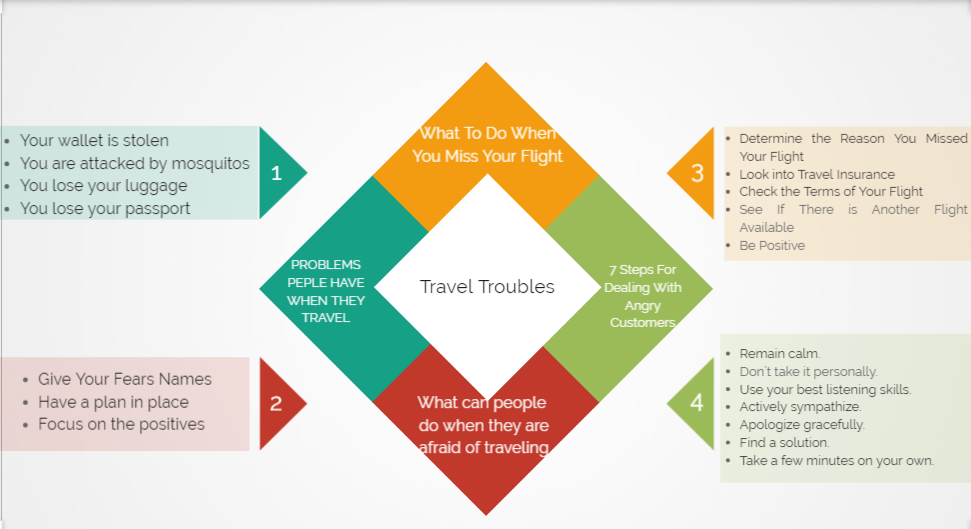 Your wallet is stolen
You are attacked by mosquitos
You lose your luggage
You lose your passport
1
Give Your Fears Names
Have a plan in place
Focus on the positives
2
What To Do When
You Miss Your Flight
PROBLEMS
PEPLE HAVE
WHEN THEY
TRAVEL
Travel Troubles
7 Steps For
Dealing With
Angry
Customers
What can people
do when they are
afraid of traveling
3
Determine the Reason You Missed
Your Flight
Look into Travel Insurance
Check the Terms of Your Flight
See If There is Another Flight
Available
Be Positive
4
Remain calm.
Don't take it personally.
Use your best listening skills.
Actively sympathize.
Apologize gracefully.
Find a solution.
Take a few minutes on your own.